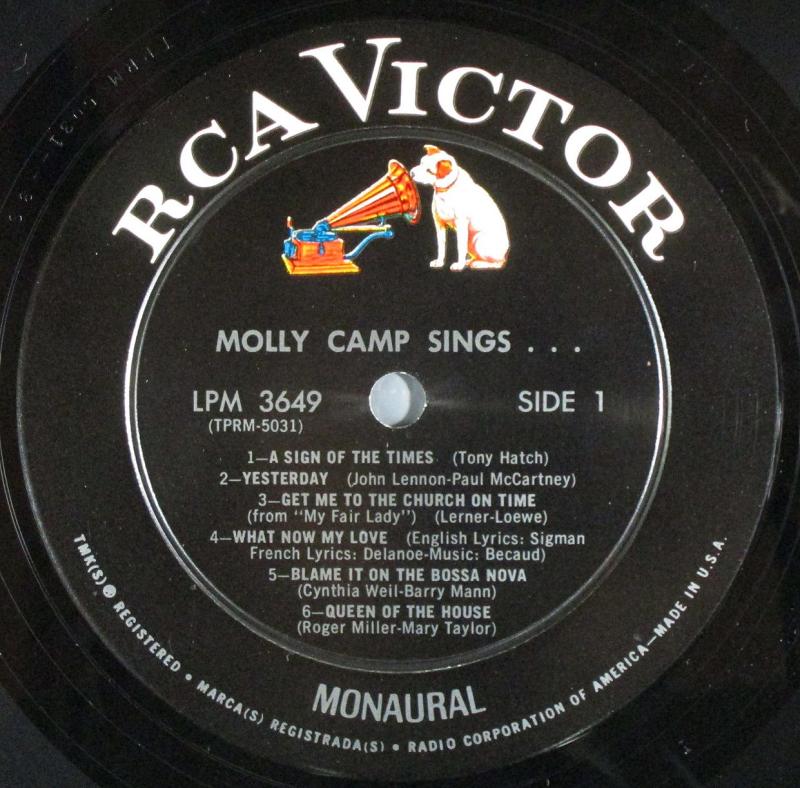 RCA VICTOR
MOLLY CAMP SINGS . . .
LPM 3649
(TPRM-5031)
SIDE 1
1—A SIGN OF THE TIMES (Tony Hatch)
2—YESTERDAY (John Lennon-Paul McCartney)
3—GET ME TO THE CHURCH ON TIME
(from "My Fair Lady") (Lerner-Loewe)
4—WHAT NOW MY LOVE (English Lyrics: Sigman
French Lyrics: Delanoe-Music: Becaud)
5—BLAME IT ON THE BOSSA NOVA
(Cynthia Weil-Barry Mann)
6—QUEEN OF THE HOUSE
(Roger Miller-Mary Taylor)
MONAURAL
TMK(S) ® REGISTERED • MARCA(S) REGISTRADA(S) • RADIO CORPORATION OF AMERICA—MADE IN U.S.A.